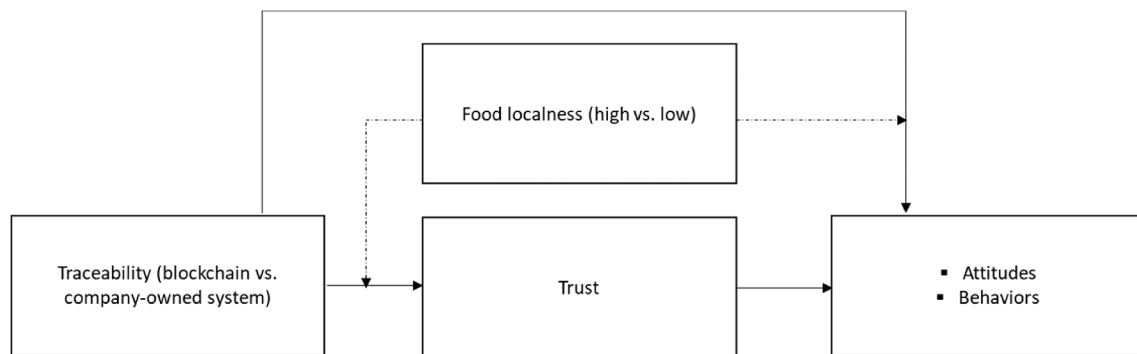 Food localness (high vs. low)
Traceability (blockchain vs.
company-owned system)
Trust
▪ Attitudes
▪ Behaviors